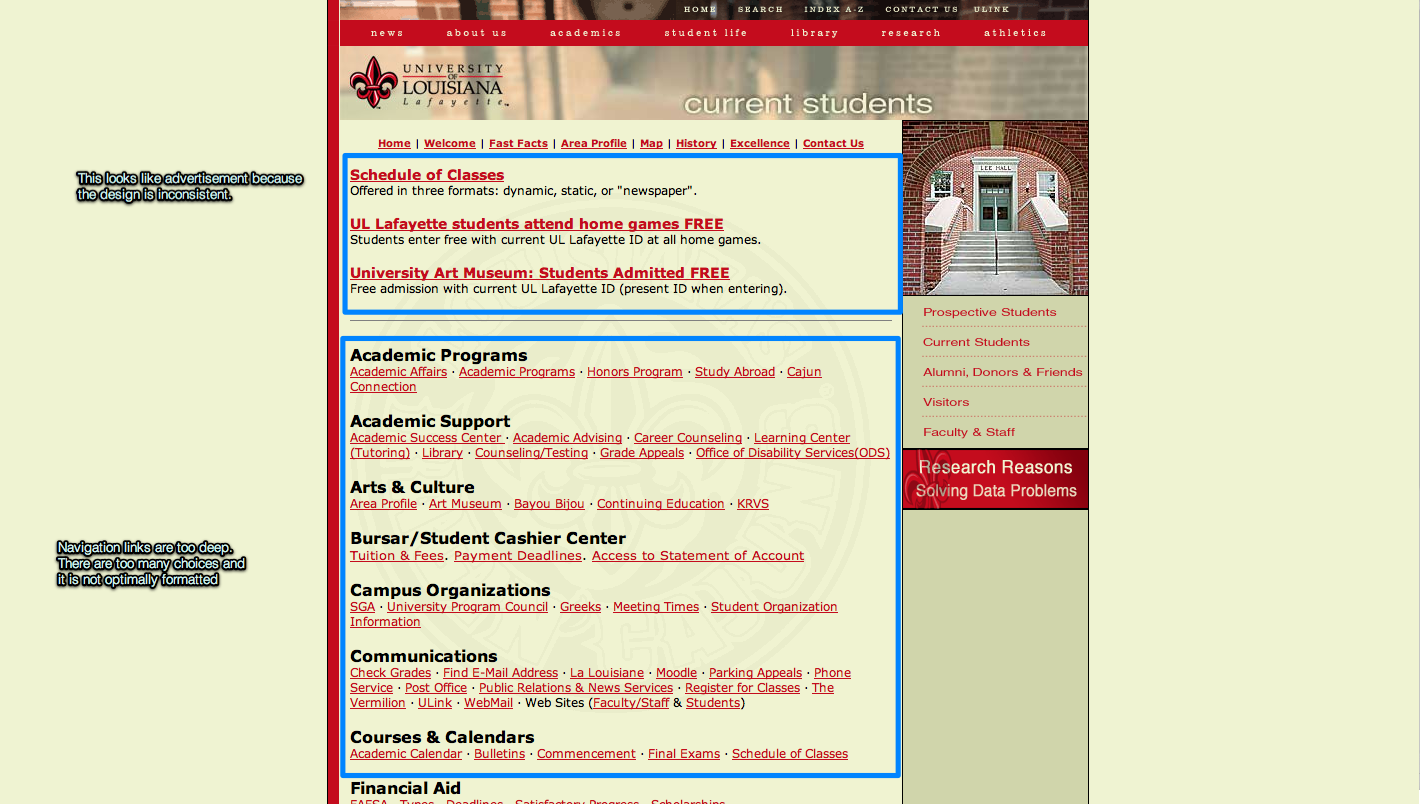 HOME SEARCH INDEX A-Z CONTACT US ULINK
news about us academics student life library research athletics
UNIVERSITY
OF
LOUISIANA
Lafayette™
current students
Home | Welcome | Fast Facts | Area Profile | Map | History | Excellence | Contact Us
This looks like advertisement because
the design is inconsistent.
Schedule of Classes
Offered in three formats: dynamic, static, or "newspaper".
UL Lafayette students attend home games FREE
Students enter free with current UL Lafayette ID at all home games.
University Art Museum: Students Admitted FREE
Free admission with current UL Lafayette ID (present ID when entering).
LEE HALL
Prospective Students
Current Students
Alumni, Donors & Friends
Visitors
Faculty & Staff
Research Reasons
Solving Data Problems
Navigation links are too deep.
There are too many choices and
it is not optimally formatted
Academic Programs
Academic Affairs · Academic Programs · Honors Program · Study Abroad · Cajun
Connection
Academic Support
Academic Success Center · Academic Advising · Career Counseling · Learning Center
(Tutoring) · Library · Counseling/Testing · Grade Appeals · Office of Disability Services(ODS)
Arts & Culture
Area Profile · Art Museum · Bayou Bijou · Continuing Education · KRVS
Bursar/Student Cashier Center
Tuition & Fees. Payment Deadlines. Access to Statement of Account
Campus Organizations
SGA · University Program Council · Greeks · Meeting Times · Student Organization
Information
Communications
Check Grades · Find E-Mail Address · La Louisiane · Moodle · Parking Appeals · Phone
Service · Post Office · Public Relations & News Services · Register for Classes · The
Vermilion · ULink · WebMail · Web Sites (Faculty/Staff & Students)
Courses & Calendars
Academic Calendar · Bulletins · Commencement · Final Exams · Schedule of Classes
Financial Aid
FAFSA · Types · Deadlines · Satisfactory Progress · Scholarships